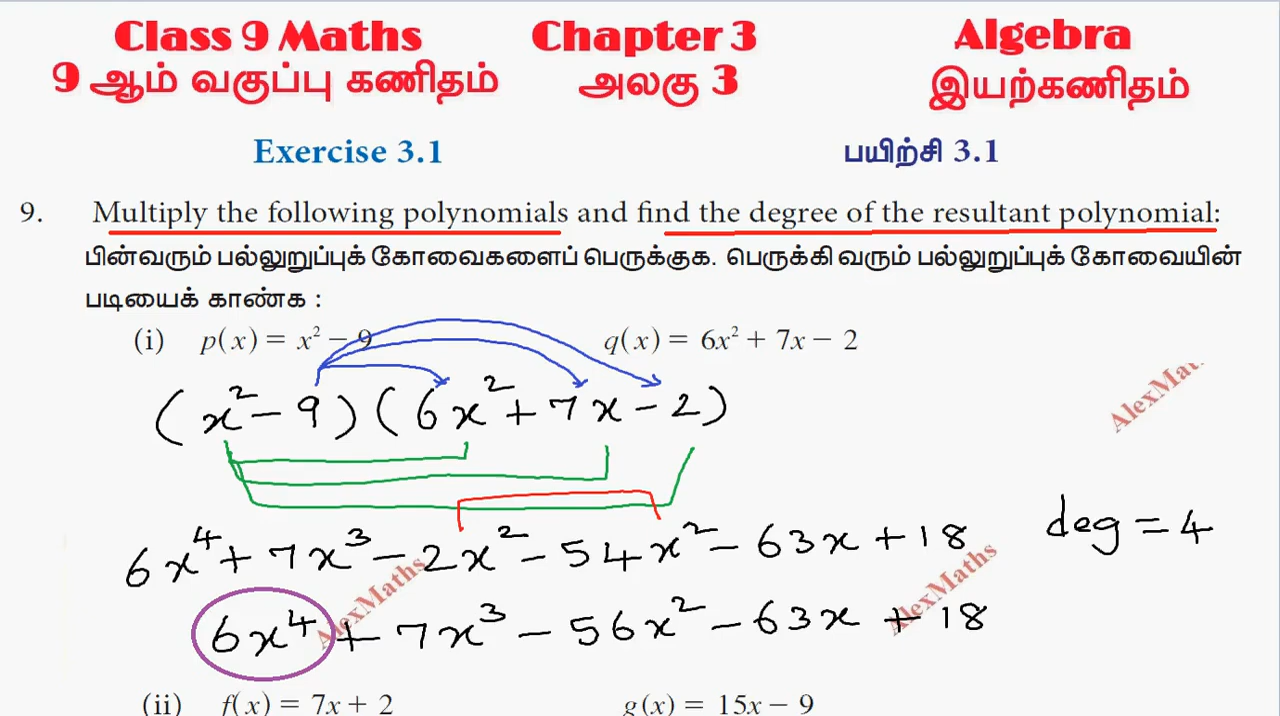 Class 9 Maths Chapter 3 Algebra
9 ஆம் வகுப்பு கணிதம் அலகு 3 இயற்கணிதம்
Exercise 3.1 பயிற்சி 3.1
9. Multiply the following polynomials and find the degree of the resultant polynomial:
பின்வரும் பல்லுறுப்புக் கோவைகளைப் பெருக்குக. பெருக்கி வரும் பல்லுறுப்புக் கோவையின்
படியைக் காண்க :
(i) p(x) = x² − 9 q(x) = 6x² + 7x − 2
(x² − 9)(6x² + 7x − 2)
AlexMat
6x⁴ + 7x³ − 2x² − 54x² − 63x + 18 deg = 4
AlexMaths AlexMaths
6x⁴ + 7x³ − 56x² − 63x + 18
(ii) f(x) = 7x + 2 g(x) = 15x − 9